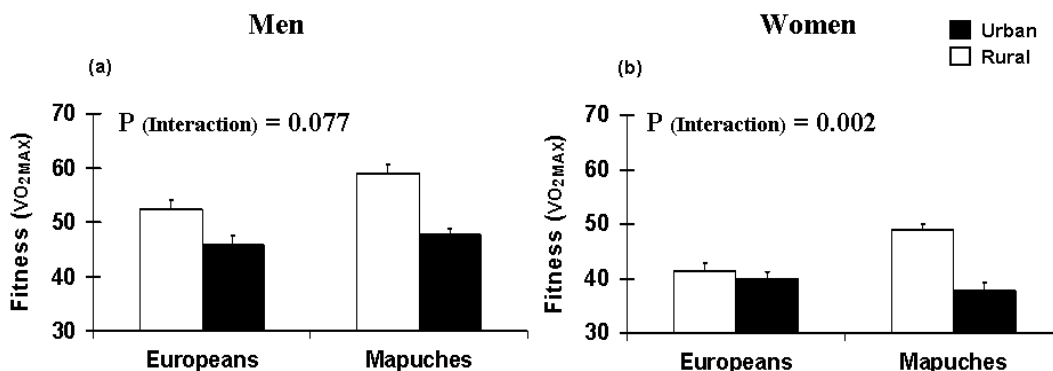 Men
Women
Urban
Rural
(a)
(b)
P (Interaction) = 0.077
P (Interaction) = 0.002
Fitness (VO2MAX)
70
60
50
40
30
Europeans
Mapuches
Fitness (VO2MAX)
70
60
50
40
30
Europeans
Mapuches